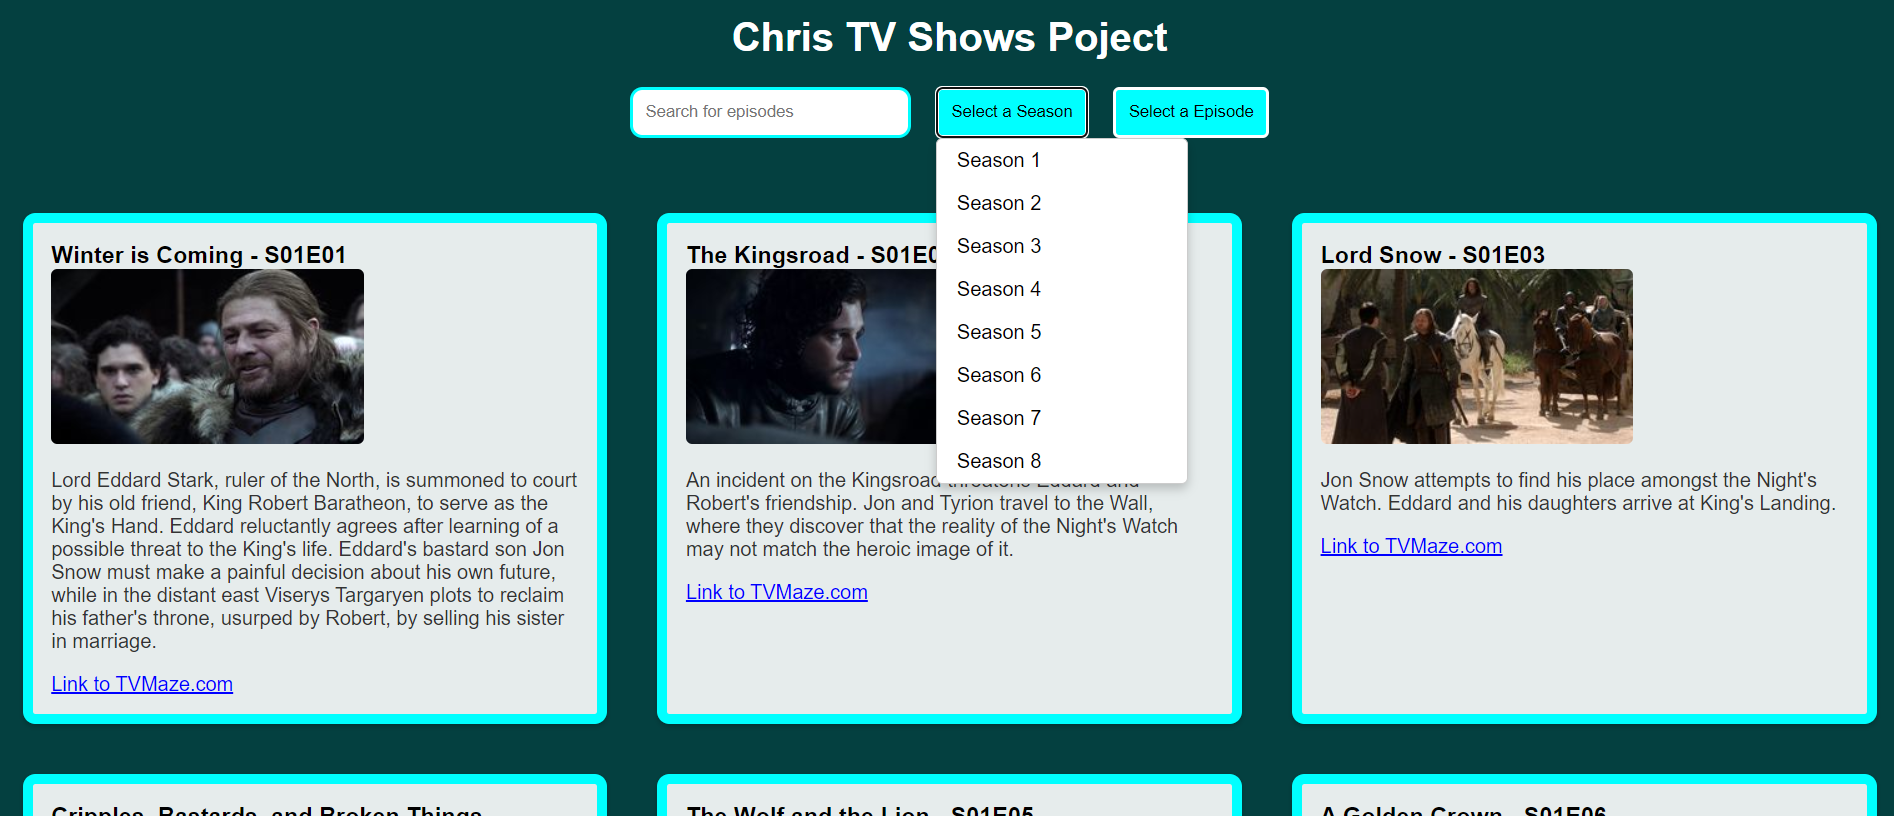 Chris TV Shows Poject
Search for episodes
Select a Season
Select a Episode
Season 1
Season 2
Season 3
Season 4
Season 5
Season 6
Season 7
Season 8
Winter is Coming - S01E01
Lord Eddard Stark, ruler of the North, is summoned to court
by his old friend, King Robert Baratheon, to serve as the
King's Hand. Eddard reluctantly agrees after learning of a
possible threat to the King's life. Eddard's bastard son Jon
Snow must make a painful decision about his own future,
while in the distant east Viserys Targaryen plots to reclaim
his father's throne, usurped by Robert, by selling his sister
in marriage.
Link to TVMaze.com
The Kingsroad - S01E0
An incident on the Kingsroad threatens Eddard and
Robert's friendship. Jon and Tyrion travel to the Wall,
where they discover that the reality of the Night's Watch
may not match the heroic image of it.
Link to TVMaze.com
Lord Snow - S01E03
Jon Snow attempts to find his place amongst the Night's
Watch. Eddard and his daughters arrive at King's Landing.
Link to TVMaze.com
Cripples, Bastards, and Broken Things
The Wolf and the Lion - S01E05
A Golden Crown - S01E06